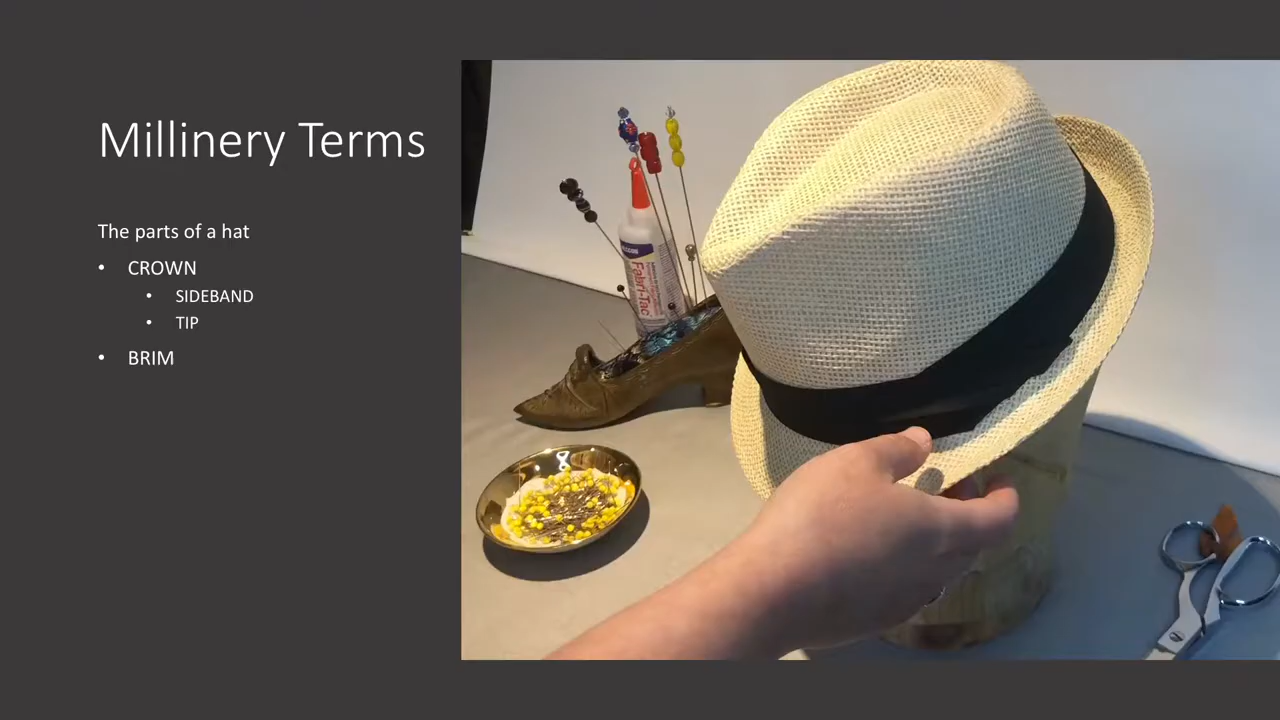 Millinery Terms
The parts of a hat
• CROWN
• SIDEBAND
• TIP
• BRIM
Fabri-Tac